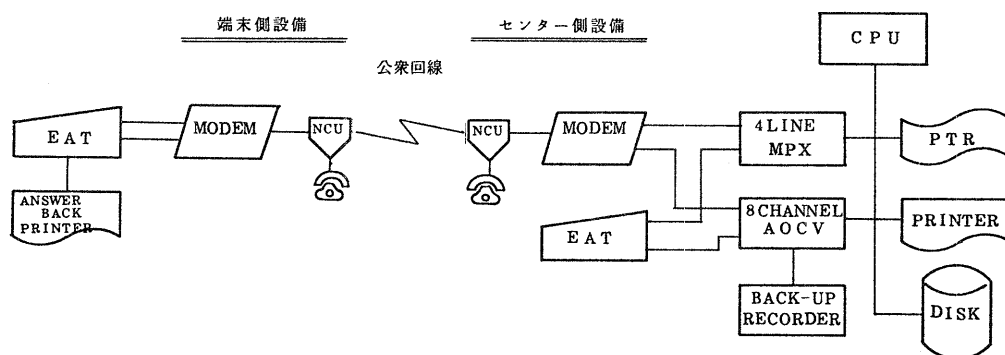 端末側設備
センター側設備
公衆回線
CPU
EAT
MODEM
NCU
NCU
MODEM
4LINE
MPX
PTR
ANSWER
BACK
PRINTER
EAT
8CHANNEL
AOCV
PRINTER
BACK-UP
RECORDER
DISK